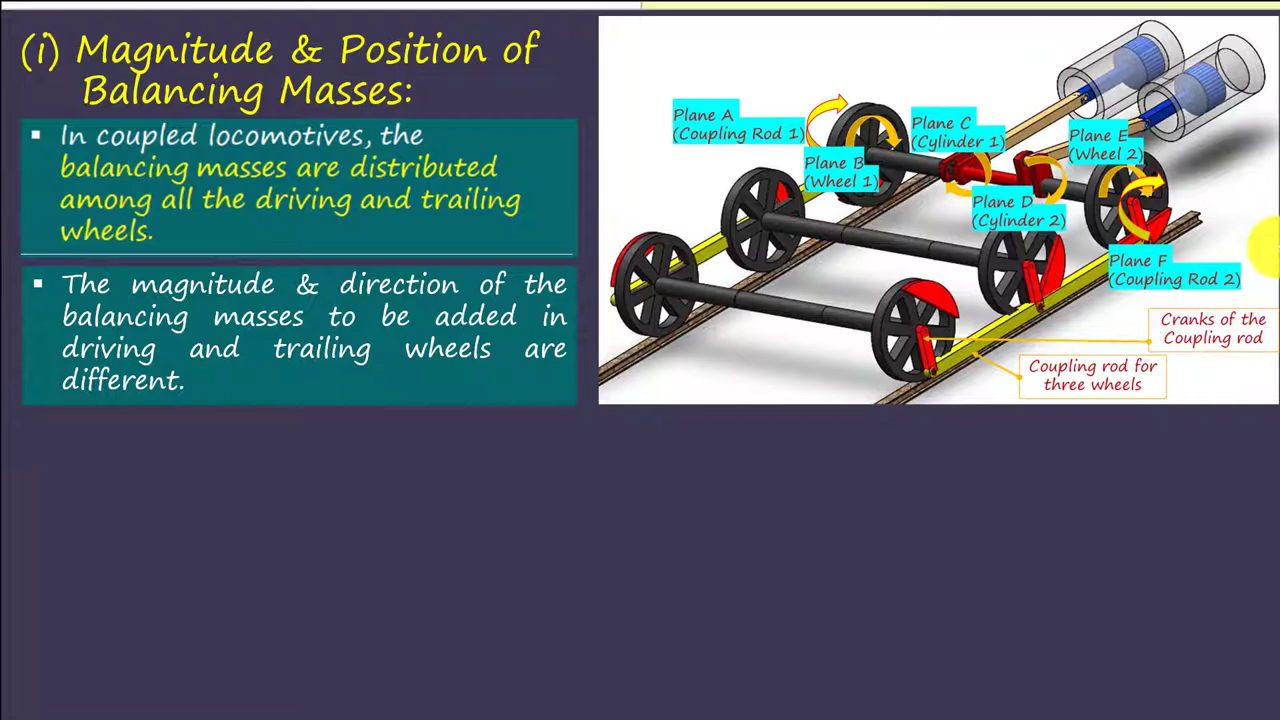 (i) Magnitude & Position of
Balancing Masses:
▪ In coupled locomotives, the
balancing masses are distributed
among all the driving and trailing
wheels.
▪ The magnitude & direction of the
balancing masses to be added in
driving and trailing wheels are
different.
Plane A
(Coupling Rod 1)
Plane B
(Wheel 1)
Plane C
(Cylinder 1)
Plane D
(Cylinder 2)
Plane E
(Wheel 2)
Plane F
(Coupling Rod 2)
Cranks of the
Coupling rod
Coupling rod for
three wheels